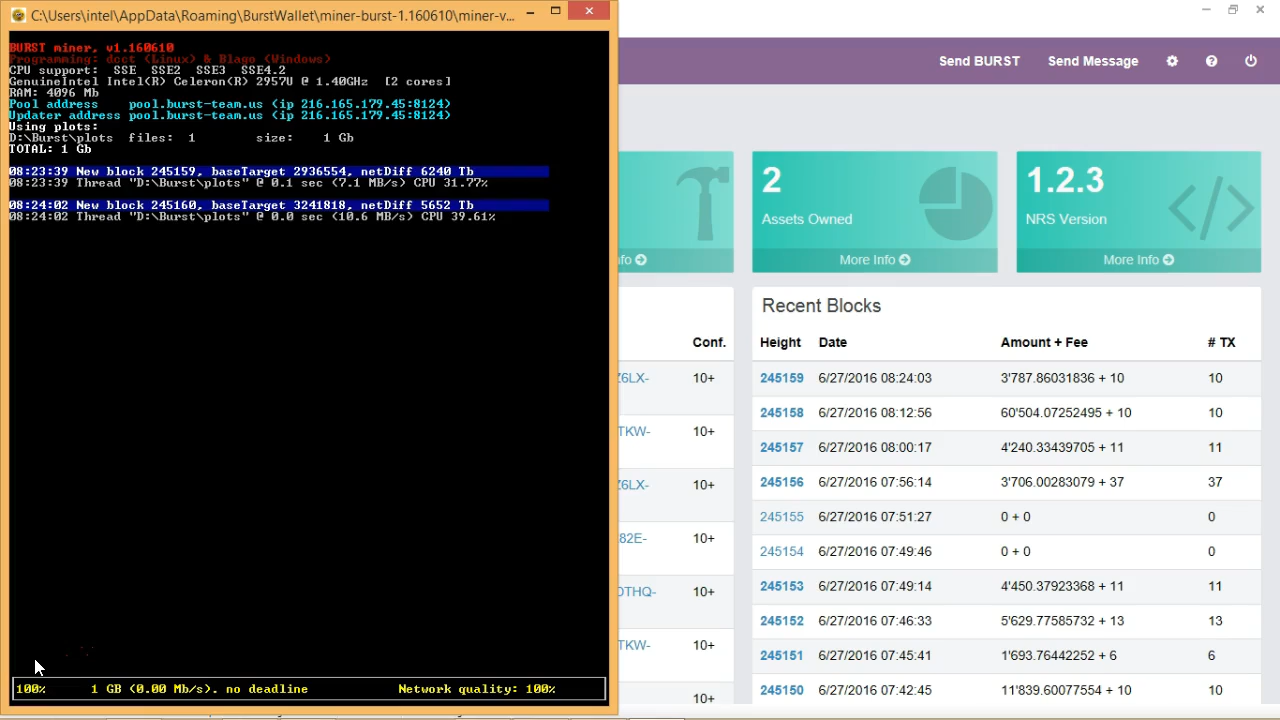 C:\Users\intel\AppData\Roaming\BurstWallet\miner-burst-1.160610\miner-v...
BURST miner, v1.160610
Programming: dcct (Linux) & Blago (Windows)
CPU support:  SSE  SSE2  SSE3  SSE4.2
GenuineIntel Intel(R) Celeron(R) 2957U @ 1.40GHz  [2 cores]
RAM: 4096 Mb
Pool address    pool.burst-team.us (ip 216.165.179.45:8124)
Updater address pool.burst-team.us (ip 216.165.179.45:8124)
Using plots:
D:\Burst\plots  files:  1        size:    1 Gb
TOTAL: 1 Gb
08:23:39 New block 245159, baseTarget 2936554, netDiff 6240 Tb
08:23:39 Thread "D:\Burst\plots" @ 0.1 sec (7.1 MB/s) CPU 31.77%
08:24:02 New block 245160, baseTarget 3241818, netDiff 5652 Tb
08:24:02 Thread "D:\Burst\plots" @ 0.0 sec (10.6 MB/s) CPU 39.61%
100%      1 GB (0.00 Mb/s). no deadline            Network quality: 100%
Send BURST Send Message
2
Assets Owned
More Info
1.2.3
NRS Version
More Info
nfo
Conf.
Z6LX- 10+
TKW- 10+
Z6LX- 10+
82E- 10+
OTHQ- 10+
TKW- 10+
10+
Recent Blocks
Height Date Amount + Fee # TX
245159 6/27/2016 08:24:03 3'787.86031836 + 10 10
245158 6/27/2016 08:12:56 60'504.07252495 + 10 10
245157 6/27/2016 08:00:17 4'240.33439705 + 11 11
245156 6/27/2016 07:56:14 3'706.00283079 + 37 37
245155 6/27/2016 07:51:27 0 + 0 0
245154 6/27/2016 07:49:46 0 + 0 0
245153 6/27/2016 07:49:14 4'450.37923368 + 11 11
245152 6/27/2016 07:46:33 5'629.77585732 + 13 13
245151 6/27/2016 07:45:41 1'693.76442252 + 6 6
245150 6/27/2016 07:42:45 11'839.60077554 + 10 10